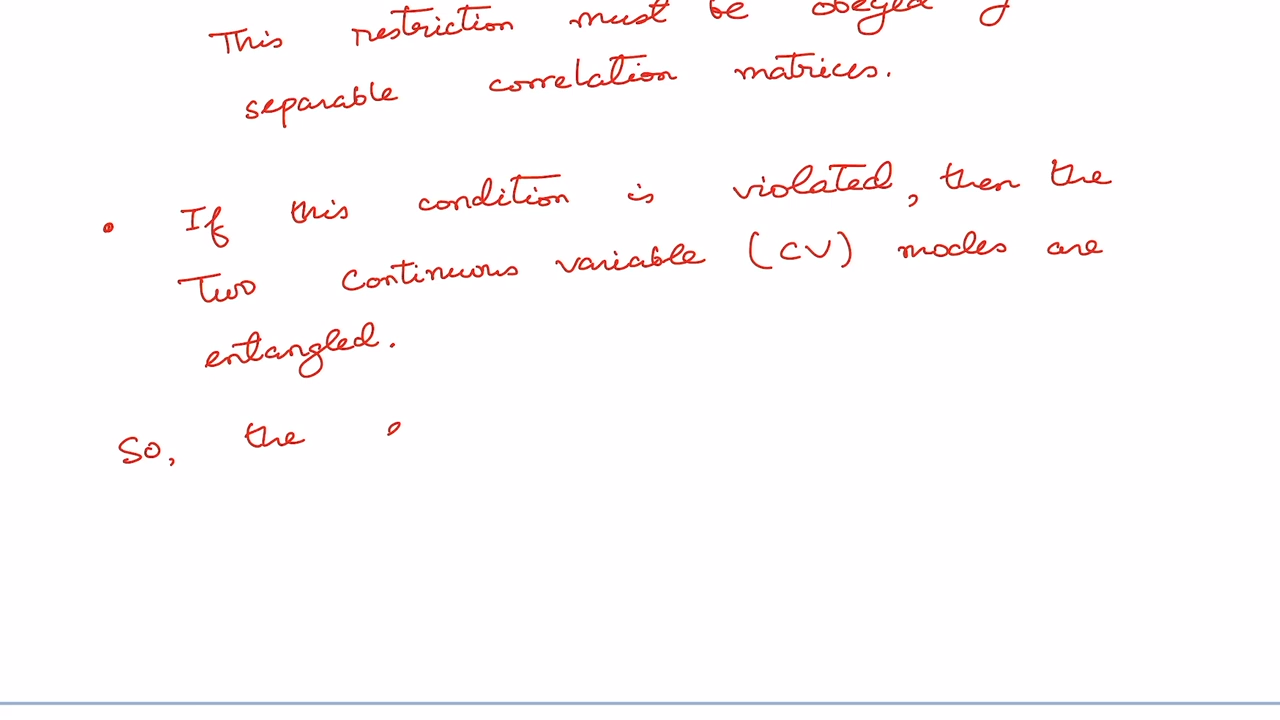 This restriction must be obeyed
separable correlation matrices.
• If this condition is violated, then the
Two Continuous variable (CV) modes are
entangled.
So, the